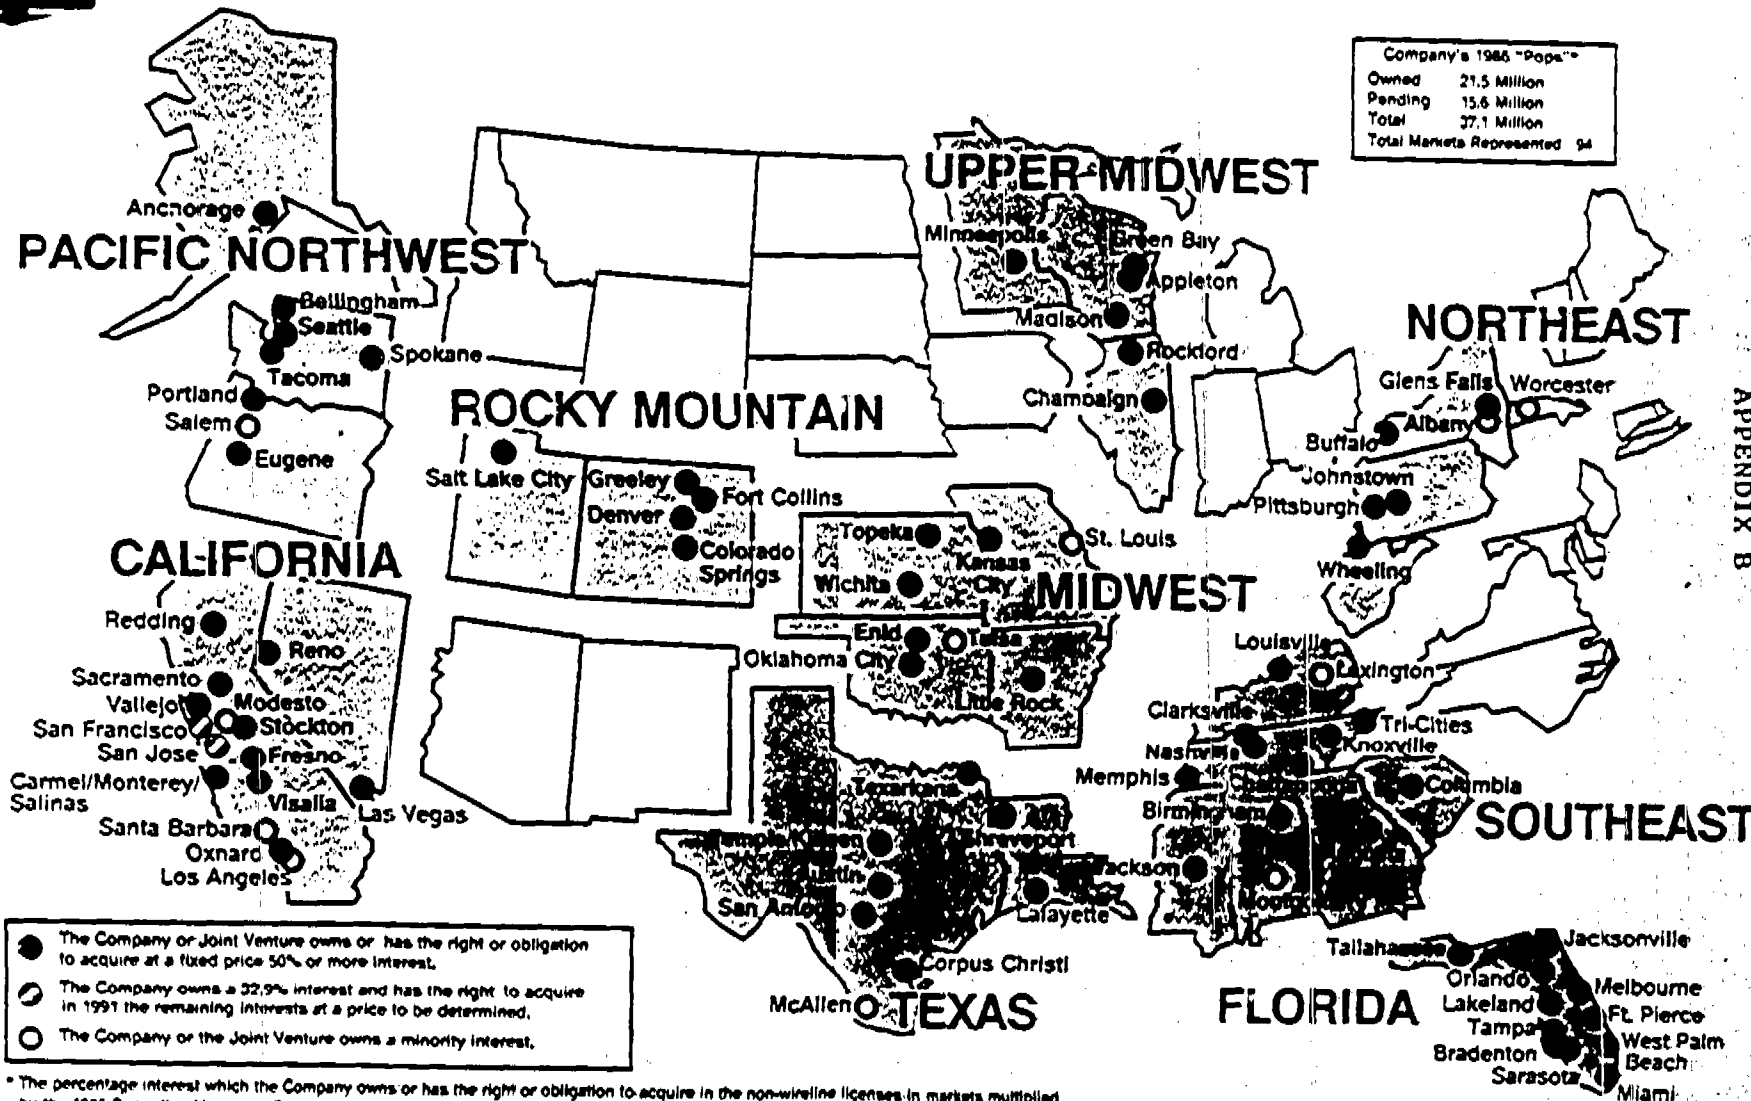 Company's 1986 "Pops"*
Owned 21.5 Million
Pending 15.6 Million
Total 37.1 Million
Total Markets Represented 94
APPENDIX B
UPPER-MIDWEST
Minneapolis
Green Bay
Appleton
Madison
Rockford
Champaign
PACIFIC NORTHWEST
Anchorage
Bellingham
Seattle
Spokane
Tacoma
Portland
Salem
Eugene
NORTHEAST
Glens Falls
Worcester
Albany
Buffalo
Johnstown
Pittsburgh
Wheeling
ROCKY MOUNTAIN
Salt Lake City
Greeley
Fort Collins
Denver
Colorado
Springs
CALIFORNIA
Redding
Reno
Sacramento
Vallejo
Modesto
San Francisco
Stockton
San Jose
Fresno
Carmel/Monterey/
Salinas
Visalia
Las Vegas
Santa Barbara
Oxnard
Los Angeles
MIDWEST
Topeka
Kansas
City
St. Louis
Wichita
Enid
Tulsa
Oklahoma City
Little Rock
SOUTHEAST
Louisville
Lexington
Clarksville
Tri-Cities
Nashville
Knoxville
Memphis
Chattanooga
Columbia
Birmingham
Jackson
Montgomery
TEXAS
Texarkana
Shreveport
Austin
San Antonio
Lafayette
Corpus Christi
McAllen
FLORIDA
Tallahassee
Jacksonville
Orlando
Melbourne
Lakeland
Ft. Pierce
Tampa
West Palm
Beach
Bradenton
Sarasota
Miami
The Company or Joint Venture owns or has the right or obligation
to acquire at a fixed price 50% or more interest.
The Company owns a 32.9% interest and has the right to acquire
in 1991 the remaining interests at a price to be determined.
The Company or the Joint Venture owns a minority interest.
* The percentage interest which the Company owns or has the right or obligation to acquire in the non-wireline licenses in markets multiplied